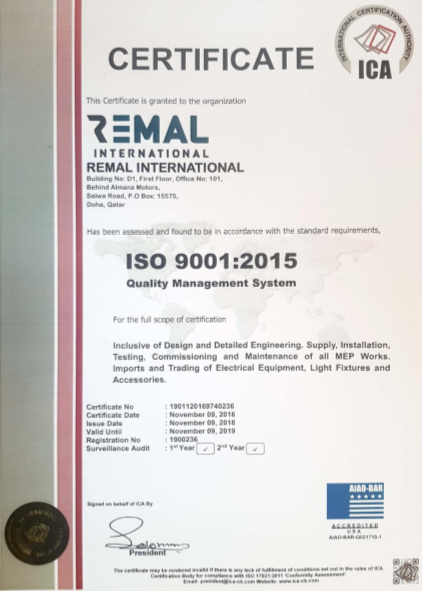 CERTIFICATE
INTERNATIONAL CERTIFICATION AUTHORITY
ICA
This Certificate is granted to the organization
REMAL
INTERNATIONAL
REMAL INTERNATIONAL
Building No: D1, First Floor, Office No: 101,
Behind Almana Motors,
Salwa Road, P.O Box: 15575,
Doha, Qatar
Has been assessed and found to be in accordance with the standard requirements,
ISO 9001:2015
Quality Management System
For the full scope of certification
Inclusive of Design and Detailed Engineering. Supply, Installation,
Testing, Commissioning and Maintenance of all MEP Works.
Imports and Trading of Electrical Equipment, Light Fixtures and
Accessories.
Certificate No : 1901120169740236
Certificate Date : November 09, 2016
Issue Date : November 09, 2018
Valid Until : November 09, 2019
Registration No : 1900236
Surveillance Audit : 1st Year ✓ 2nd Year ✓
AIAO-BAR
ACCREDITED
USA
AIAO-BAR-Q021715-1
Signed on behalf of ICA By
President
The certificate may be rendered invalid if there is any lack of fulfillment of conditions set out in the rules of ICA
Certification Body for compliance with ISO 17021:2011 'Conformity Assessment'
Email: president@ica-cb.com Website: www.ica-cb.com